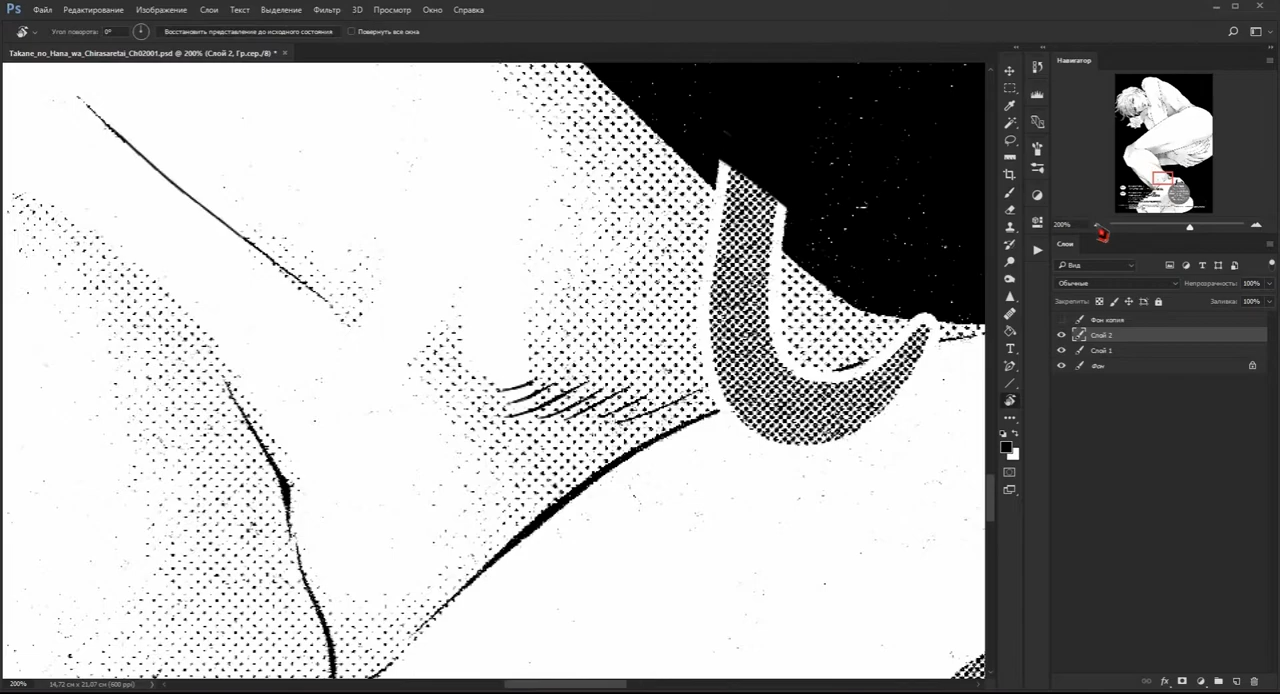 Ps Файл Редактирование Изображение Слои Текст Выделение Фильтр 3D Просмотр Окно Справка
Угол поворота: 0° Восстановить представление до исходного состояния Повернуть все окна
Takane_no_Hana_wa_Chirasaretai_Ch02001.psd @ 200% (Слой 2, Гр.сер./8) *
Навигатор
200%
Слои
Вид
Обычные Непрозрачность: 100%
Закрепить: Заливка: 100%
Фон копия
Слой 2
Слой 1
Фон
200% 14,72 см x 21,07 см (600 ppi)